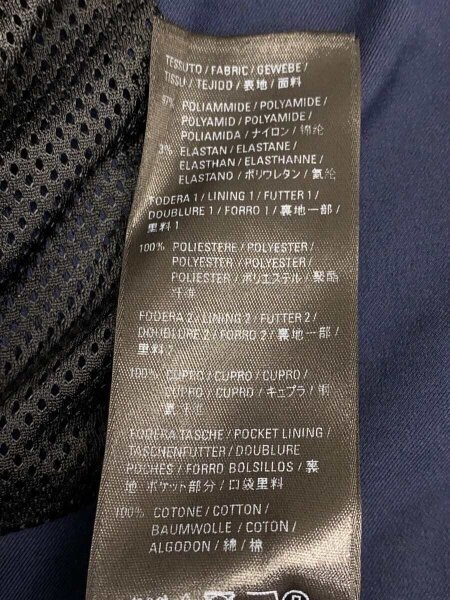 TESSUTO / FABRIC / GEWEBE /
TISSU / TEJIDO / 表地 / 面料
97% POLIAMMIDE / POLYAMIDE /
POLYAMID / POLYAMIDE /
POLIAMIDA / ナイロン / 锦纶
3% ELASTAN / ELASTANE /
ELASTHAN / ELASTHANNE /
ELASTANO / ポリウレタン / 氨纶
FODERA 1 / LINING 1 / FUTTER 1 /
DOUBLURE 1 / FORRO 1 / 裏地一部 /
里料 1
100% POLIESTERE / POLYESTER /
POLYESTER / POLYESTER /
POLIESTER / ポリエステル / 聚酯
纤维
FODERA 2 / LINING 2 / FUTTER 2 /
DOUBLURE 2 / FORRO 2 / 裏地一部 /
里料 2
100% CUPRO / CUPRO / CUPRO /
CUPRO / CUPRO / キュプラ / 铜
氨纤维
FODERA TASCHE / POCKET LINING /
TASCHENFUTTER / DOUBLURE
POCHES / FORRO BOLSILLOS / 裏
地 ポケット部分 / 口袋里料
100% COTONE / COTTON /
BAUMWOLLE / COTON /
ALGODON / 綿 / 棉